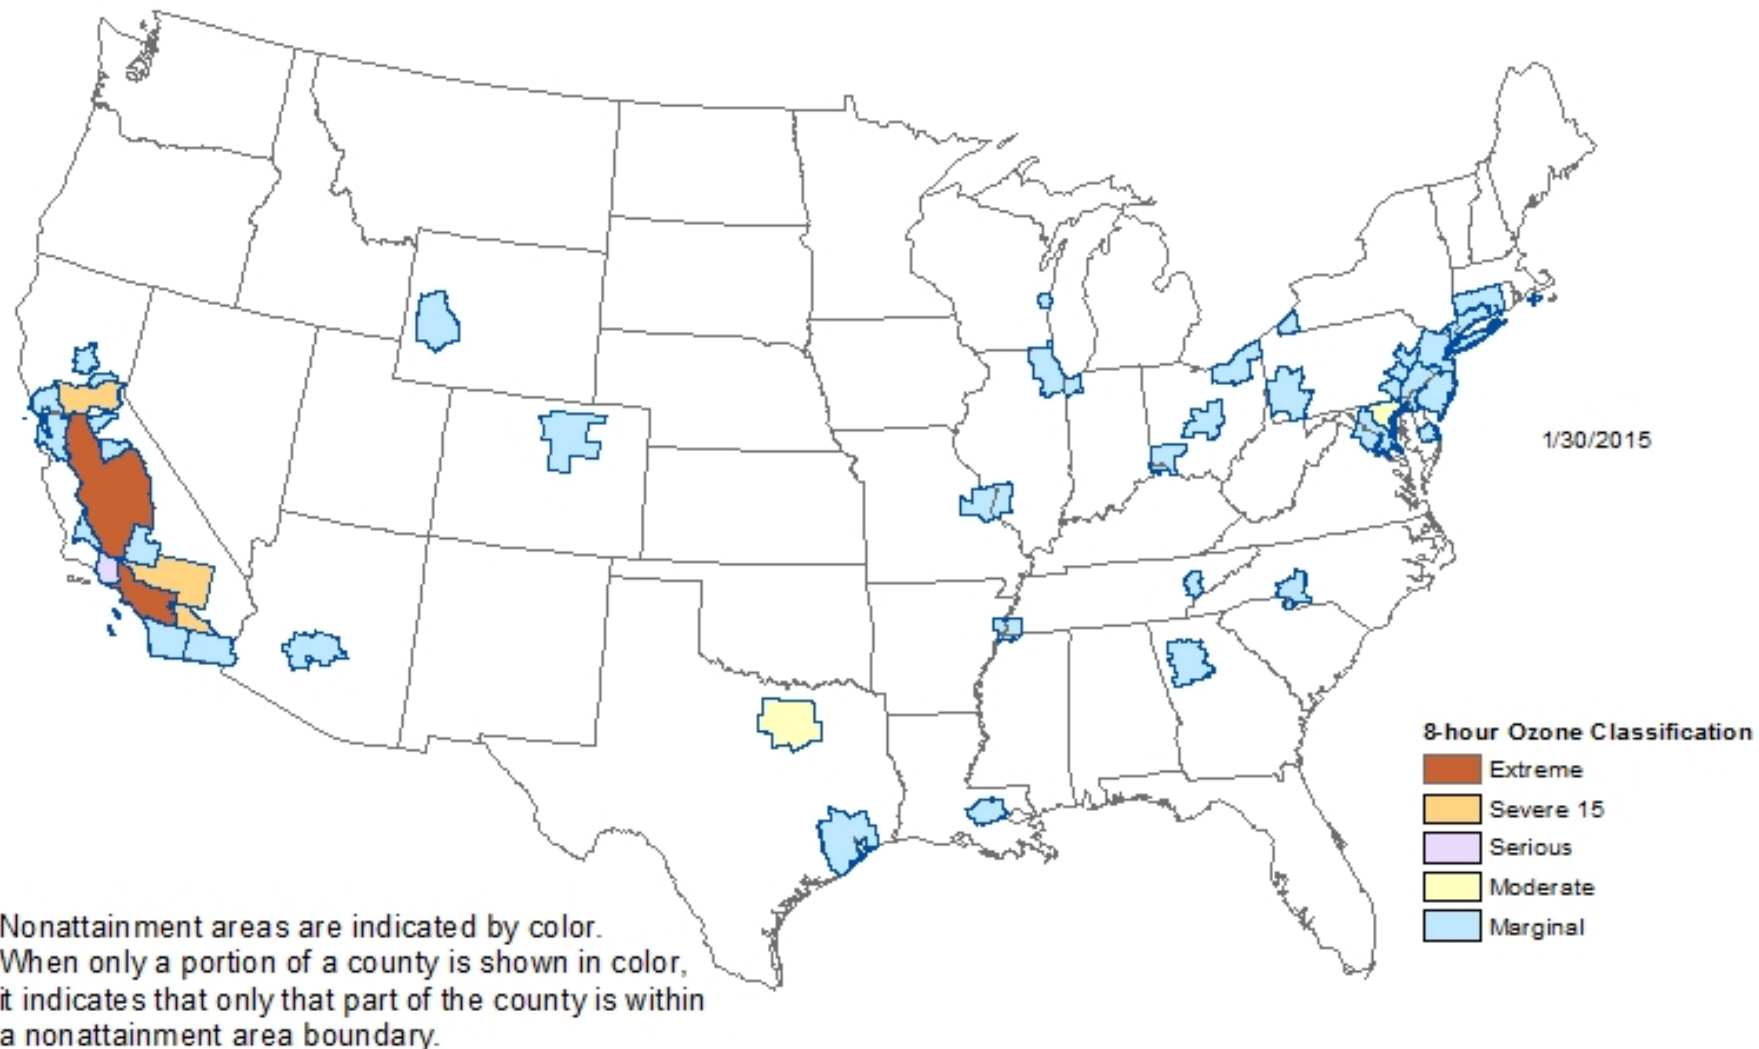 1/30/2015
8-hour Ozone Classification
Extreme
Severe 15
Serious
Moderate
Marginal
Nonattainment areas are indicated by color.
When only a portion of a county is shown in color,
it indicates that only that part of the county is within
a nonattainment area boundary.